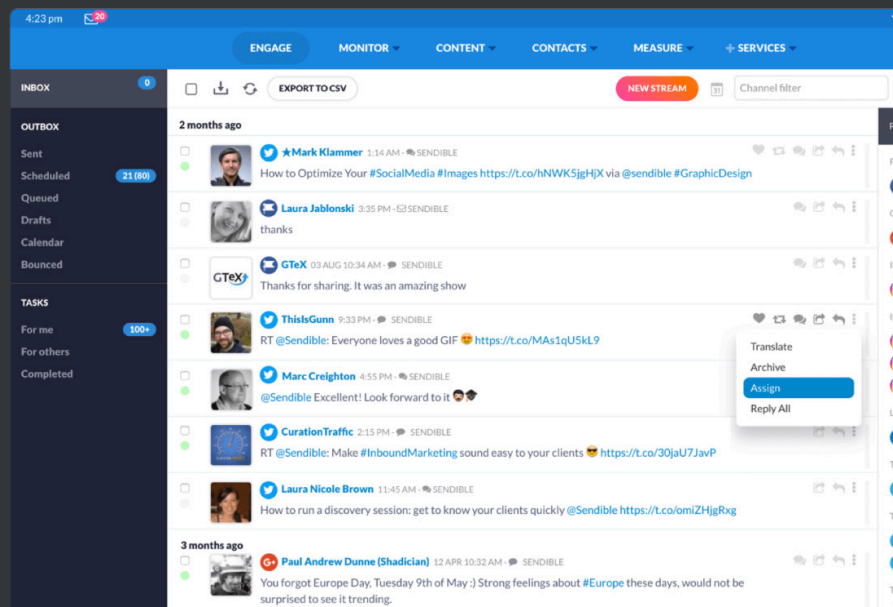 4:23 pm 20
ENGAGE MONITOR CONTENT CONTACTS MEASURE + SERVICES
INBOX 0
EXPORT TO CSV NEW STREAM 31 Channel filter
OUTBOX
Sent
Scheduled 21 (80)
Queued
Drafts
Calendar
Bounced
TASKS
For me 100+
For others
Completed
2 months ago
★Mark Klammer 1:14 AM - SENDIBLE
How to Optimize Your #SocialMedia #Images https://t.co/hNWK5jgHjX via @sendible #GraphicDesign
Laura Jablonski 3:35 PM - SENDIBLE
thanks
GTeX
GTeX 03 AUG 10:34 AM - SENDIBLE
Thanks for sharing. It was an amazing show
ThisIsGunn 9:33 PM - SENDIBLE
RT @Sendible: Everyone loves a good GIF 😍 https://t.co/MAs1qU5kL9
Translate
Archive
Assign
Reply All
Marc Creighton 4:55 PM - SENDIBLE
@Sendible Excellent! Look forward to it
CurationTraffic 2:15 PM - SENDIBLE
RT @Sendible: Make #InboundMarketing sound easy to your clients 😎 https://t.co/30jaU7JavP
Laura Nicole Brown 11:45 AM - SENDIBLE
How to run a discovery session: get to know your clients quickly @Sendible https://t.co/omiZHjgRxg
3 months ago
Paul Andrew Dunne (Shadician) 12 APR 10:32 AM - SENDIBLE
You forgot Europe Day, Tuesday 9th of May :) Strong feelings about #Europe these days, would not be
surprised to see it trending.